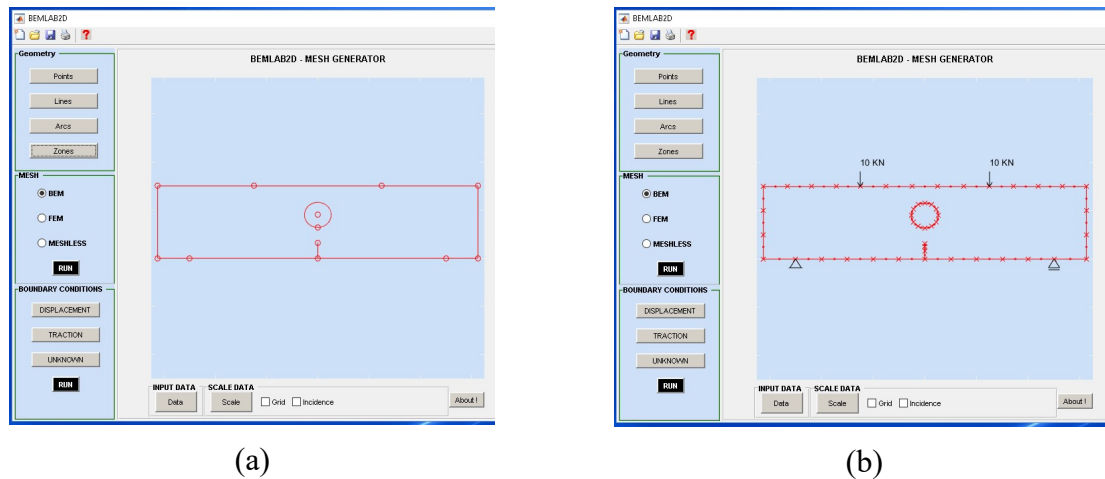 BEMLAB2D
?
Geometry
Points
Lines
Arcs
Zones
MESH
BEM
FEM
MESHLESS
RUN
BOUNDARY CONDITIONS
DISPLACEMENT
TRACTION
UNKNOWN
RUN
BEMLAB2D - MESH GENERATOR
INPUT DATA
Data
SCALE DATA
Scale
Grid
Incidence
About !
(a)
BEMLAB2D
?
Geometry
Points
Lines
Arcs
Zones
MESH
BEM
FEM
MESHLESS
RUN
BOUNDARY CONDITIONS
DISPLACEMENT
TRACTION
UNKNOWN
RUN
BEMLAB2D - MESH GENERATOR
10 KN
10 KN
INPUT DATA
Data
SCALE DATA
Scale
Grid
Incidence
About !
(b)